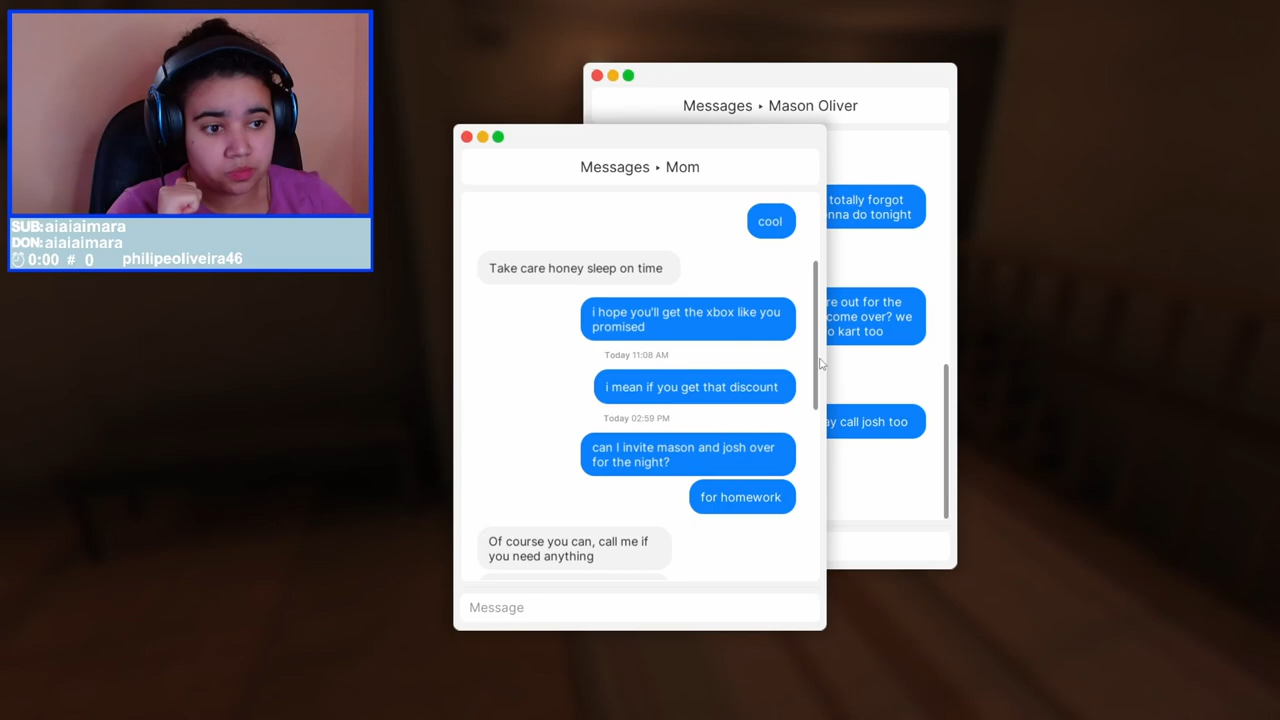 SUB: aiaiaimara
DON: aiaiaimara
0:00 # 0 philipeoliveira46
Messages ‣ Mason Oliver
totally forgot
nna do tonight
re out for the
come over? we
o kart too
ay call josh too
Messages ‣ Mom
cool
Take care honey sleep on time
i hope you'll get the xbox like you
promised
Today 11:08 AM
i mean if you get that discount
Today 02:59 PM
can I invite mason and josh over
for the night?
for homework
Of course you can, call me if
you need anything
Message